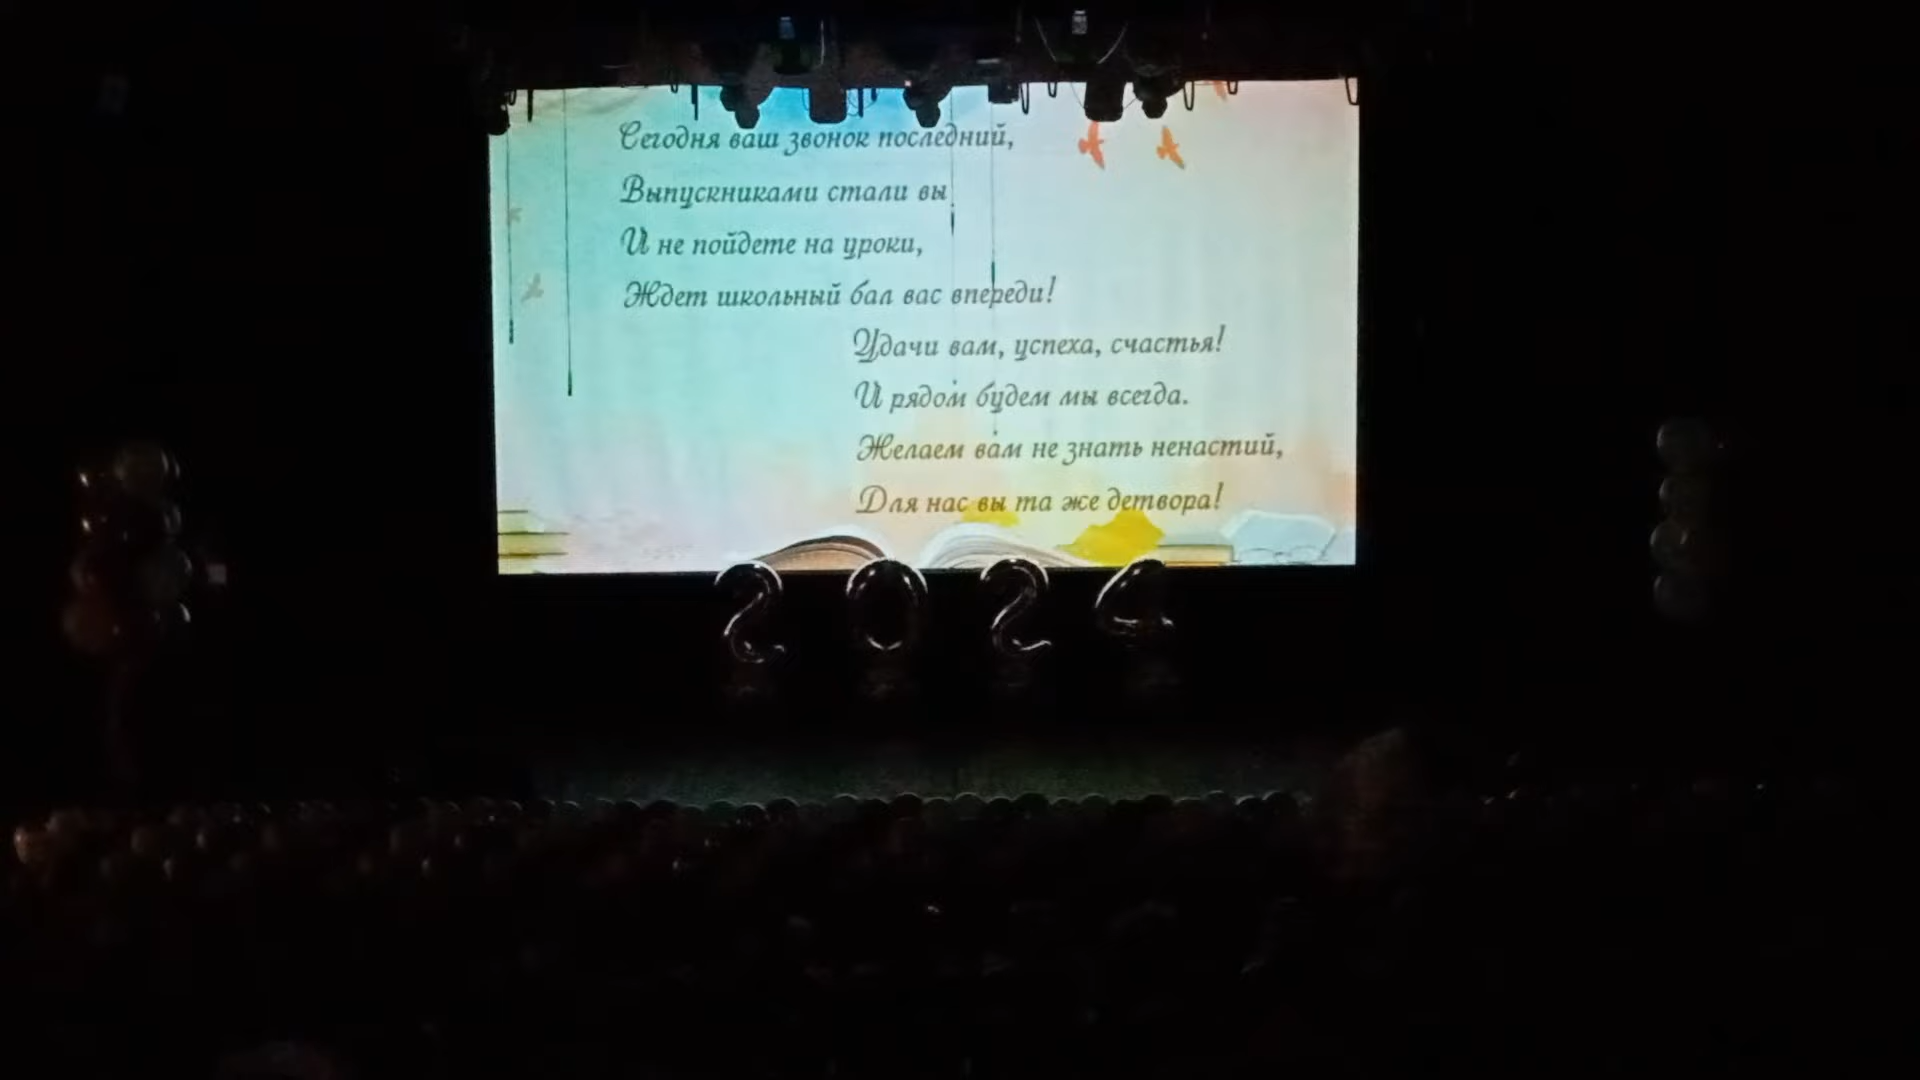 Сегодня ваш звонок последний,
Выпускниками стали вы
И не пойдете на уроки,
Ждет школьный бал вас впереди!
Удачи вам, успеха, счастья!
И рядом будем мы всегда.
Желаем вам не знать ненастий,
Для нас вы та же детвора!
2024